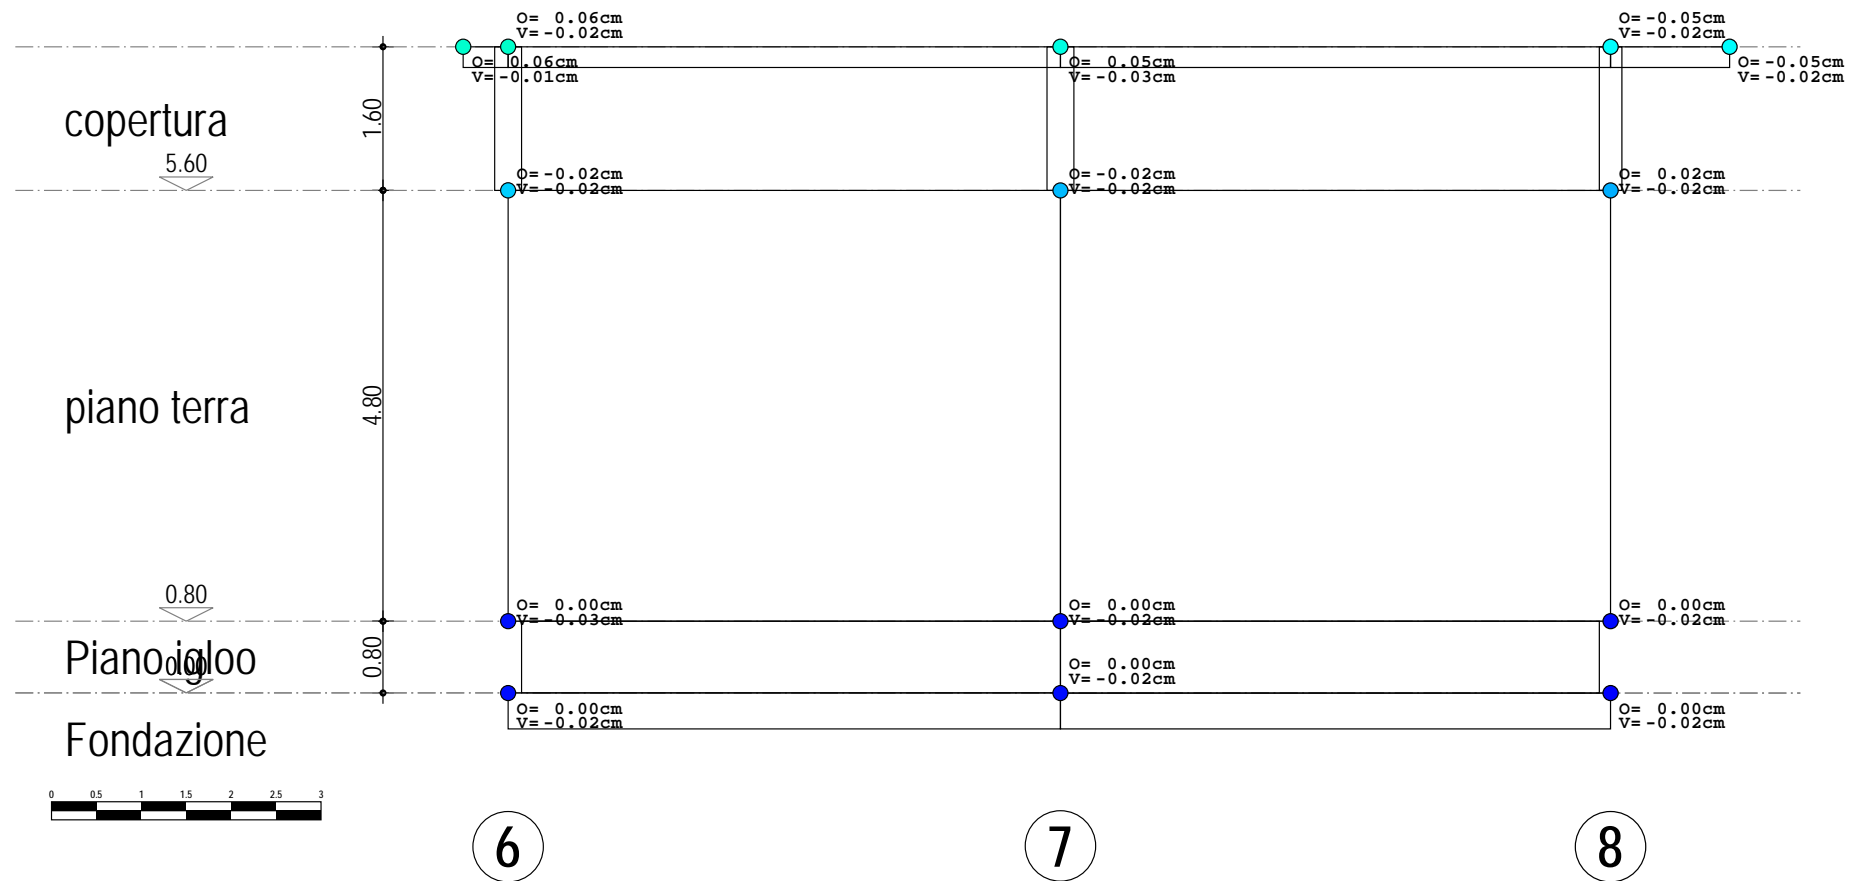 O= 0.06cm
V=-0.02cm
O=-0.05cm
V=-0.02cm
O= 0.06cm
V=-0.01cm
O= 0.05cm
V=-0.03cm
O=-0.05cm
V=-0.02cm
copertura
1.60
5.60
O=-0.02cm
V=-0.02cm
O=-0.02cm
V=-0.02cm
O= 0.02cm
V=-0.02cm
piano terra
4.80
0.80
O= 0.00cm
V=-0.03cm
O= 0.00cm
V=-0.02cm
O= 0.00cm
V=-0.02cm
Piano igloo
0.00
0.80
O= 0.00cm
V=-0.02cm
O= 0.00cm
V=-0.02cm
O= 0.00cm
V=-0.02cm
Fondazione
0 0.5 1 1.5 2 2.5 3
6 7 8